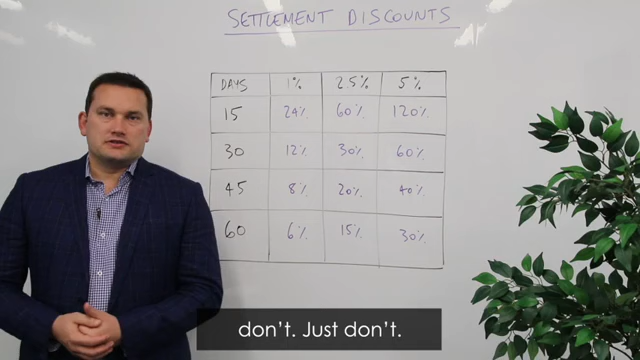 SETTLEMENT DISCOUNTS
DAYS 1% 2.5% 5%
15 24% 60% 120%
30 12% 30% 60%
45 8% 20% 40%
60 6% 15% 30%
don't. Just don't.